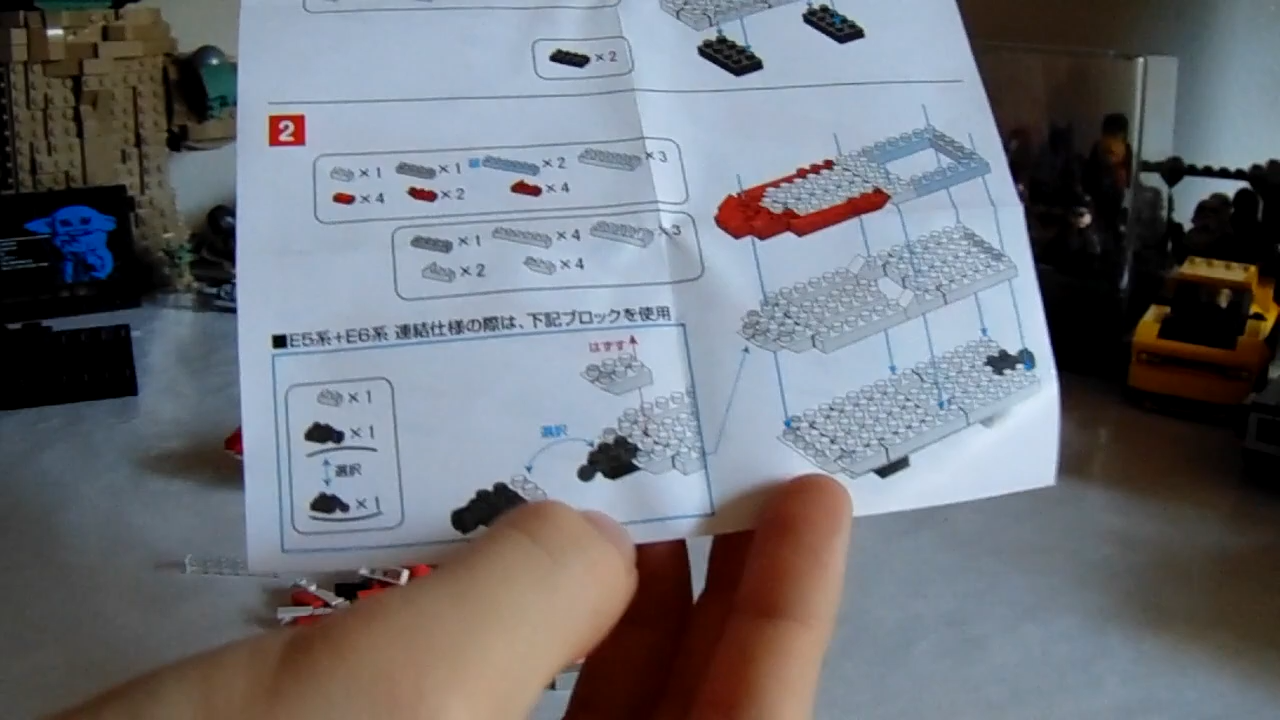 ×2
2
×1 ×1 ×2 ×3
×4 ×2 ×4
×1 ×4 ×3
×2 ×4
■E5系+E6系 連結仕様の際は、下記ブロックを使用
はずす
×1
選択
×1
選択
×1